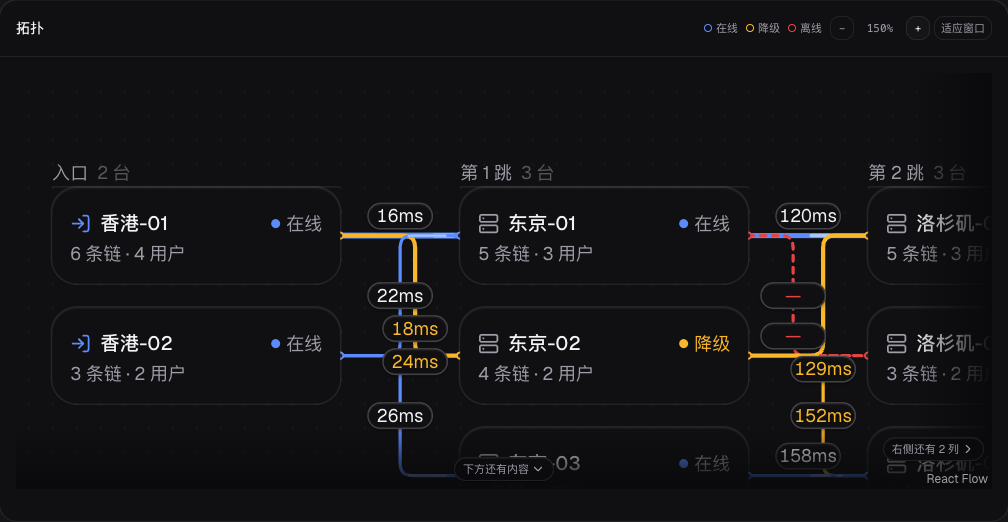 拓扑
在线 降级 离线 − 150% + 适应窗口
入口 2 台
第 1 跳 3 台
第 2 跳 3 台
香港-01
在线
6 条链 · 4 用户
16ms
东京-01
在线
5 条链 · 3 用户
120ms
洛杉矶-
5 条链 · 3 用
22ms
18ms
24ms
26ms
—
—
129ms
152ms
158ms
香港-02
在线
3 条链 · 2 用户
东京-02
降级
4 条链 · 2 用户
洛杉矶-
3 条链 · 2 用
-03
在线
下方还有内容
右侧还有 2 列
React Flow